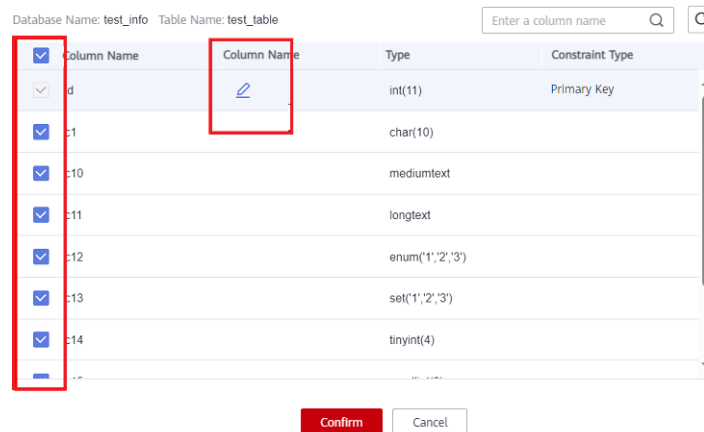 Database Name: test_info Table Name: test_table Enter a column name
Column Name Column Name Type Constraint Type
d int(11) Primary Key
c1 char(10)
c10 mediumtext
c11 longtext
c12 enum('1','2','3')
c13 set('1','2','3')
c14 tinyint(4)
Confirm Cancel